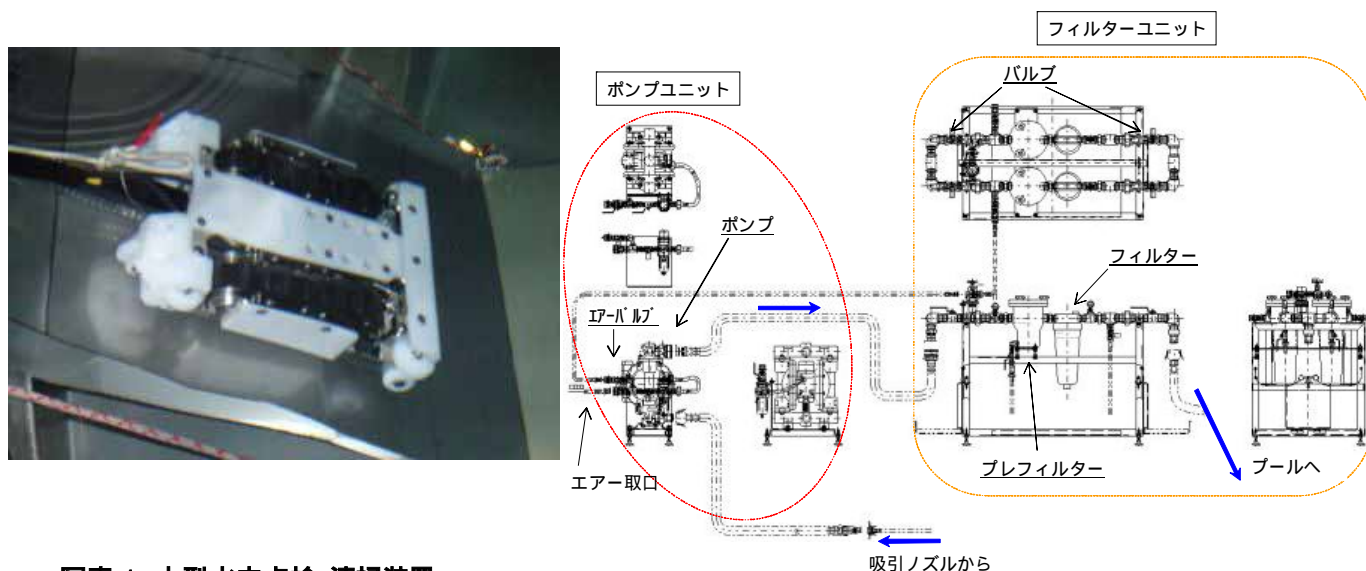 フィルターユニット
バルブ
ポンプユニット
ポンプ
フィルター
エアーバルブ
エアー取口
プレフィルター
プールへ
吸引ノズルから